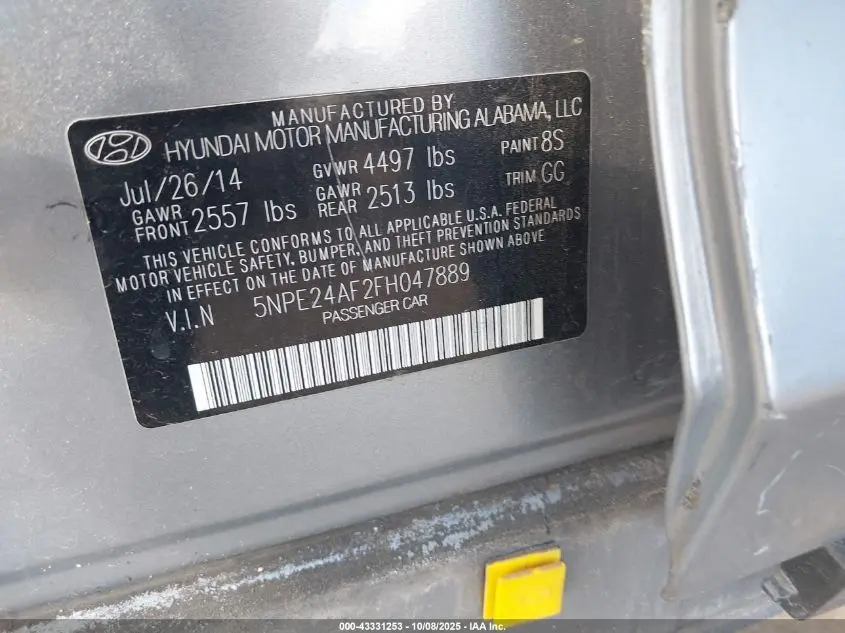 MANUFACTURED BY
HYUNDAI MOTOR MANUFACTURING ALABAMA, LLC
Jul/26/14 GVWR 4497 lbs PAINT 8S
GAWR FRONT 2557 lbs GAWR REAR 2513 lbs TRIM GG
THIS VEHICLE CONFORMS TO ALL APPLICABLE U.S.A. FEDERAL
MOTOR VEHICLE SAFETY, BUMPER, AND THEFT PREVENTION STANDARDS
IN EFFECT ON THE DATE OF MANUFACTURE SHOWN ABOVE
V.I.N 5NPE24AF2FH047889
PASSENGER CAR
000-43331253 - 10/08/2025 - IAA Inc.